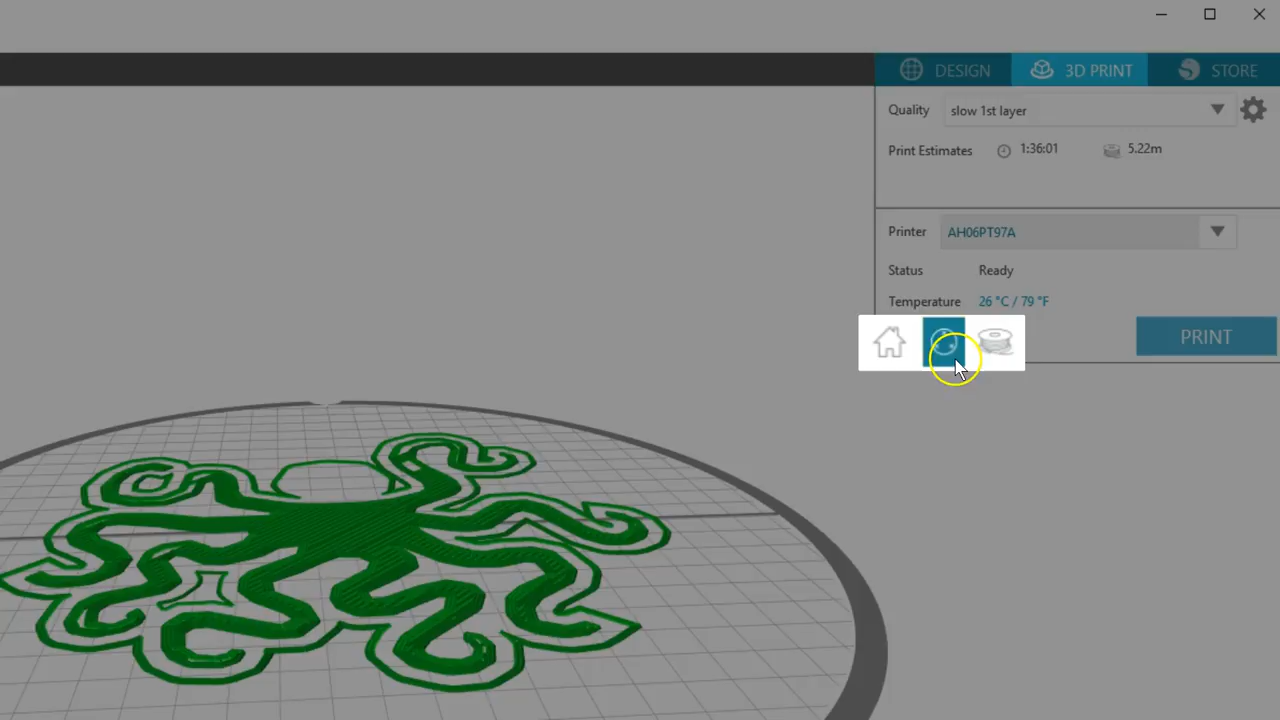 DESIGN 3D PRINT STORE
Quality slow 1st layer
Print Estimates 1:36:01 5.22m
Printer AH06PT97A
Status Ready
Temperature 26 °C / 79 °F
PRINT